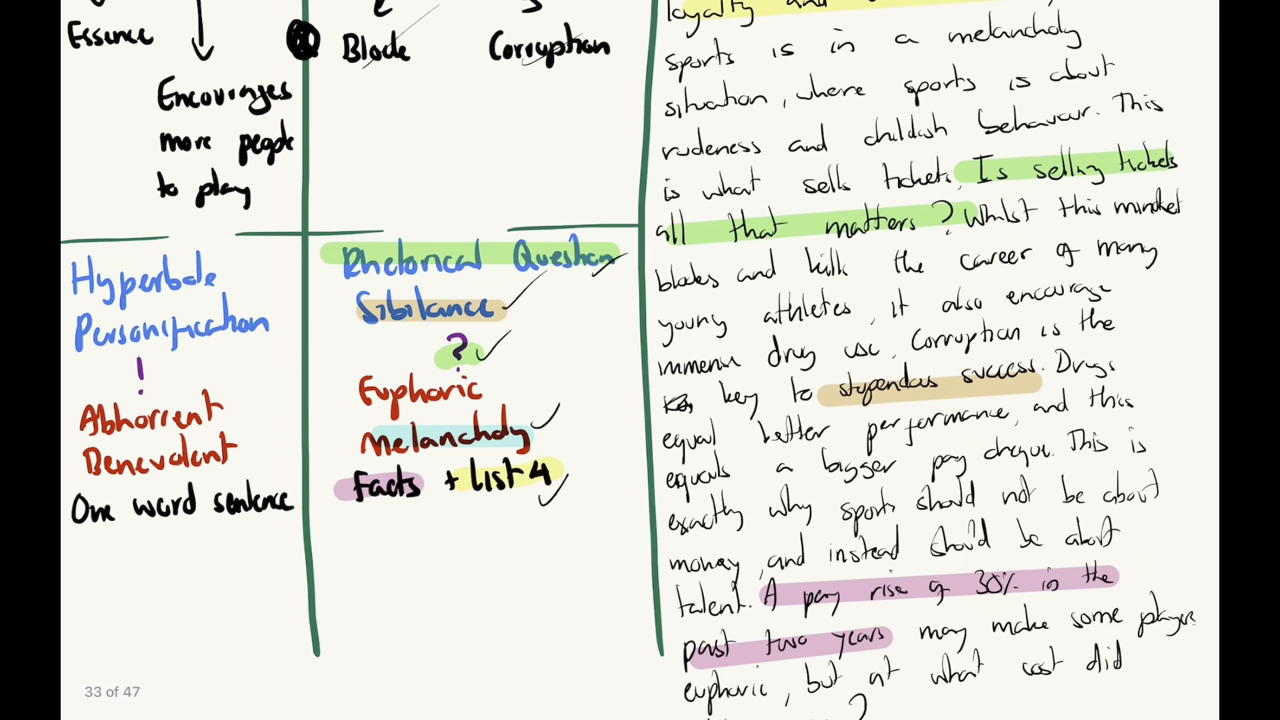 Essence
Encourages
more people
to play
Blade
Corruption
Hyperbole
Personification
!
Abhorrent
Benevolent
One word sentence
Rhetorical Question
Sibilance
?
Euphoric
Melancholy
Facts + List 4
loyalty and
sports is in a melancholy
situation, where sports is about
rudeness and childish behavour. This
is what sells tickets. Is selling tickets
all that matters? Whilst this mindset
blades and kills the career of many
young athletes, it also encourage
immense drug use. Corruption is the
key to stupendous success. Drugs
equal better performance, and this
equals a bigger pay cheque. This is
exactly why sports should not be about
money, and instead should be about
talent. A pay rise of 30% in the
past two years may make some players
euphoric, but at what cost did
?
33 of 47